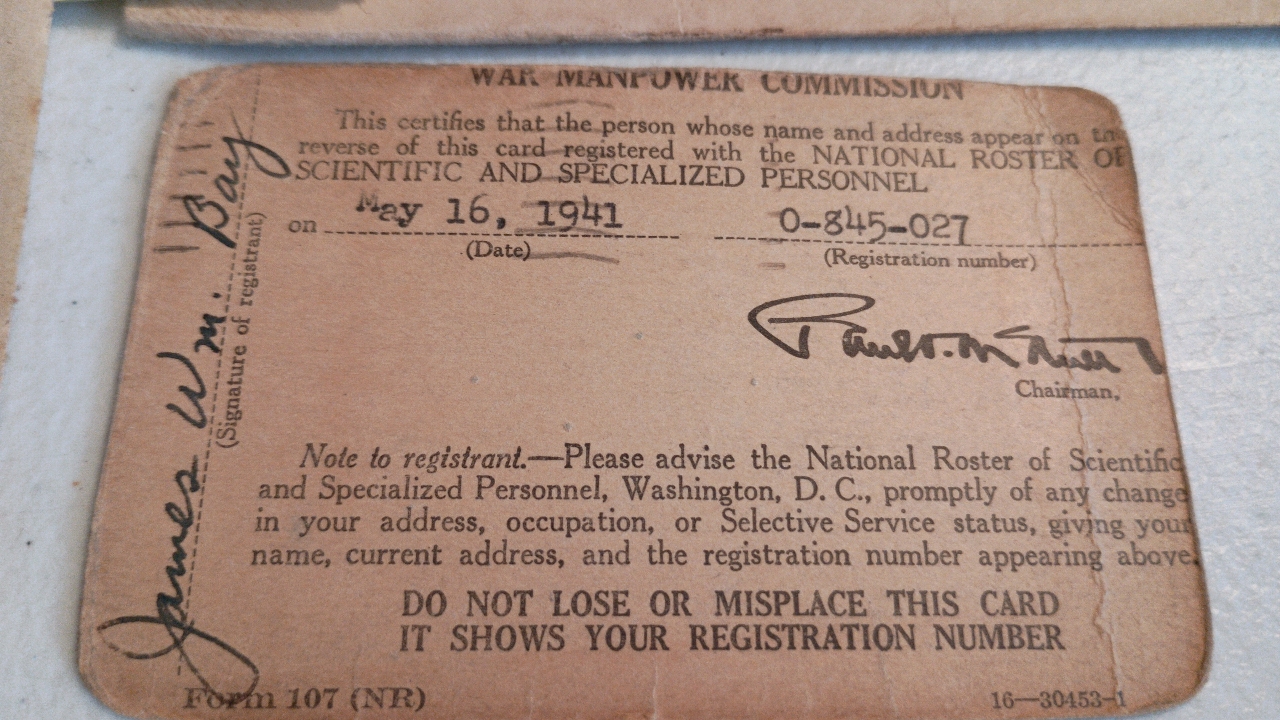 WAR MANPOWER COMMISSION
This certifies that the person whose name and address appear on the
reverse of this card registered with the NATIONAL ROSTER OF
SCIENTIFIC AND SPECIALIZED PERSONNEL
on May 16, 1941 0-845-027
(Date) (Registration number)
Paul V. McNutt
Chairman,
Note to registrant.—Please advise the National Roster of Scientific
and Specialized Personnel, Washington, D. C., promptly of any change
in your address, occupation, or Selective Service status, giving your
name, current address, and the registration number appearing above.
DO NOT LOSE OR MISPLACE THIS CARD
IT SHOWS YOUR REGISTRATION NUMBER
Form 107 (NR) 16—30453-1
James Wm. Bay
(Signature of registrant)